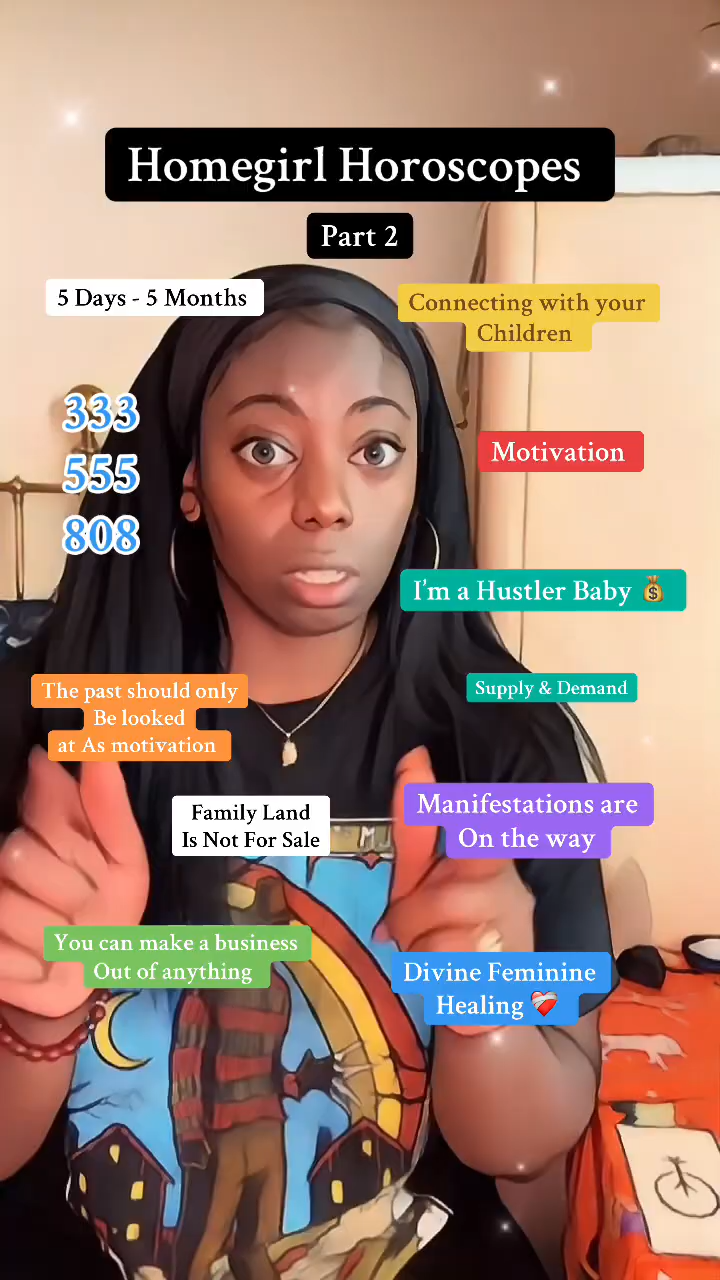 Homegirl Horoscopes
Part 2
5 Days - 5 Months
Connecting with your
Children
333
555
808
Motivation
I'm a Hustler Baby 💰
The past should only
Be looked
at As motivation
Supply & Demand
Family Land
Is Not For Sale
Manifestations are
On the way
You can make a business
Out of anything
Divine Feminine
Healing ❤️‍🩹